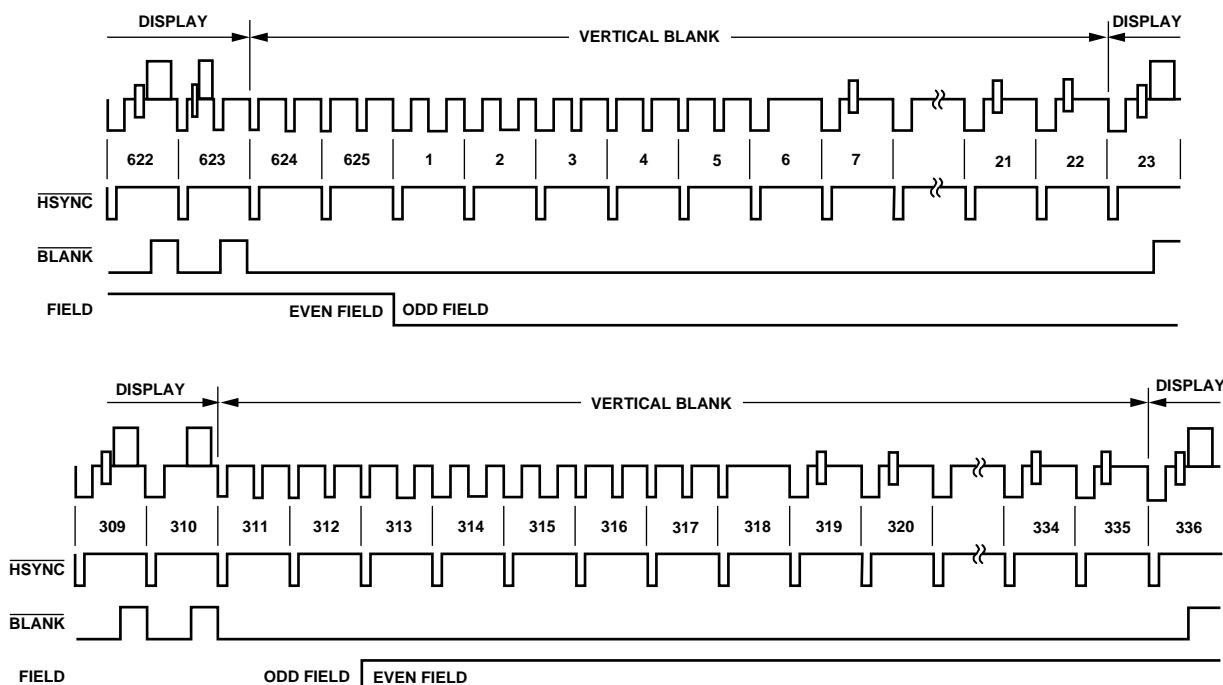 DISPLAY VERTICAL BLANK DISPLAY
622 623 624 625 1 2 3 4 5 6 7 21 22 23
HSYNC
BLANK
FIELD EVEN FIELD ODD FIELD
DISPLAY VERTICAL BLANK DISPLAY
309 310 311 312 313 314 315 316 317 318 319 320 334 335 336
HSYNC
BLANK
FIELD ODD FIELD EVEN FIELD